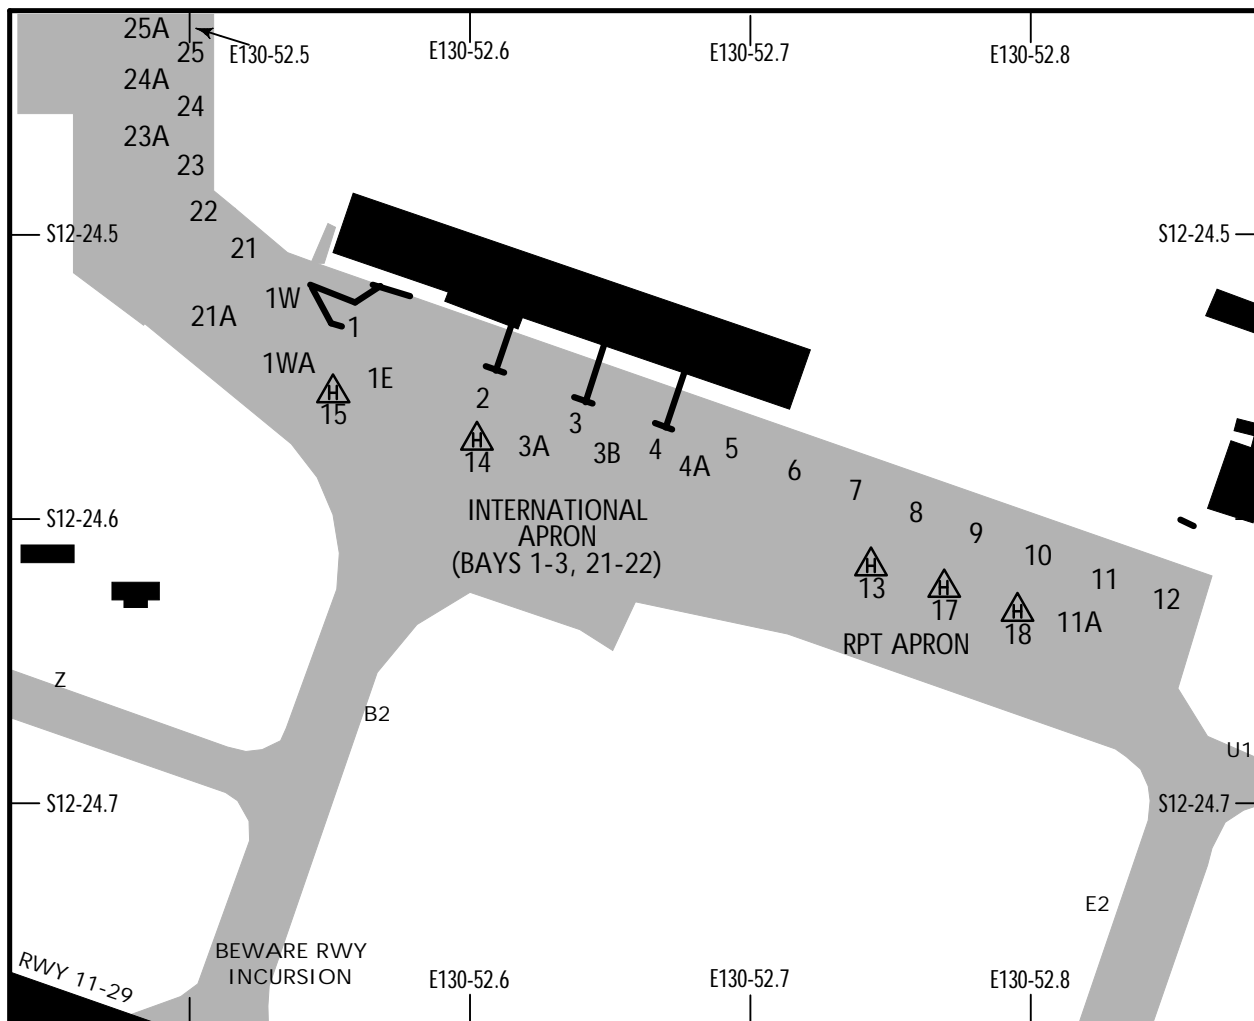 25A
E130-52.5
E130-52.6
E130-52.7
E130-52.8
25
24A
24
23A
23
22
S12-24.5
S12-24.5
21
1W
21A
1
1WA
1E
H
15
2
3
H
14
3A
3B
4
4A
5
6
7
8
9
10
11
12
INTERNATIONAL
APRON
(BAYS 1-3, 21-22)
S12-24.6
H
13
H
17
H
18
11A
RPT APRON
Z
B2
U1
S12-24.7
S12-24.7
E2
BEWARE RWY
INCURSION
RWY 11-29
E130-52.6
E130-52.7
E130-52.8